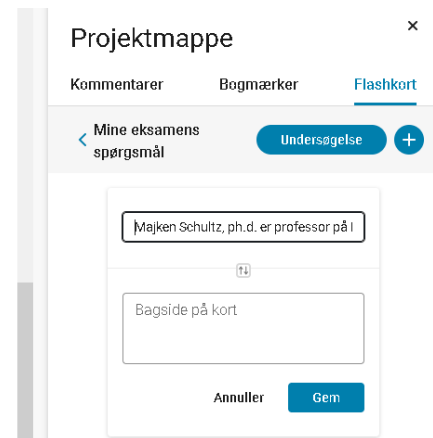 Projektmappe
Kommentarer Bogmærker Flashkort
Mine eksamens
spørgsmål
Undersøgelse
Majken Schultz, ph.d. er professor på
Bagside på kort
Annuller Gem